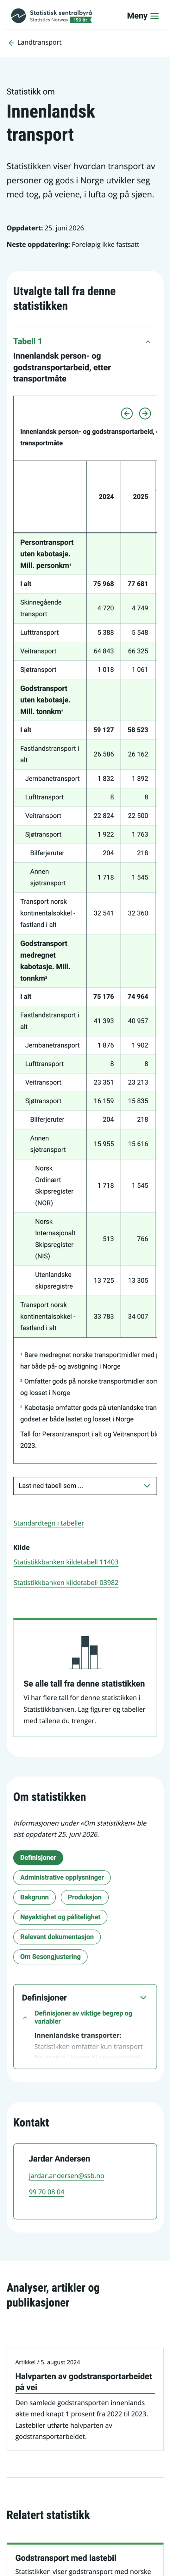 Statistisk sentralbyrå
Statistics Norway 150 år
Meny
Landtransport
Statistikk om
Innenlandsk
transport
Statistikken viser hvordan transport av
personer og gods i Norge utvikler seg
med tog, på veiene, i lufta og på sjøen.
Oppdatert: 25. juni 2026
Neste oppdatering: Foreløpig ikke fastsatt
Utvalgte tall fra denne
statistikken
Tabell 1
Innenlandsk person- og
godstransportarbeid, etter
transportmåte
Innenlandsk person- og godstransportarbeid,
transportmåte
2024 2025
Persontransport
uten kabotasje.
Mill. personkm¹
I alt 75 968 77 681
Skinnegående
transport 4 720 4 749
Lufttransport 5 388 5 548
Veitransport 64 843 66 325
Sjøtransport 1 018 1 061
Godstransport
uten kabotasje.
Mill. tonnkm²
I alt 59 127 58 523
Fastlandstransport i
alt 26 586 26 162
Jernbanetransport 1 832 1 892
Lufttransport 8 8
Veitransport 22 824 22 500
Sjøtransport 1 922 1 763
Bilferjeruter 204 218
Annen
sjøtransport 1 718 1 545
Transport norsk
kontinentalsokkel -
fastland i alt 32 541 32 360
Godstransport
medregnet
kabotasje. Mill.
tonnkm³
I alt 75 176 74 964
Fastlandstransport i
alt 41 393 40 957
Jernbanetransport 1 876 1 902
Lufttransport 8 8
Veitransport 23 351 23 213
Sjøtransport 16 159 15 835
Bilferjeruter 204 218
Annen
sjøtransport 15 955 15 616
Norsk
Ordinært
Skipsregister
(NOR) 1 718 1 545
Norsk
Internasjonalt
Skipsregister
(NIS) 513 766
Utenlandske
skipsregistre 13 725 13 305
Transport norsk
kontinentalsokkel -
fastland i alt 33 783 34 007
¹ Bare medregnet norske transportmidler med
har både på- og avstigning i Norge
² Omfatter gods på norske transportmidler som
og losset i Norge
³ Kabotasje omfatter gods på utenlandske
godset er både lastet og losset i Norge
Tall for Persontransport i alt og Veitransport
2023.
Last ned tabell som ...
Standardtegn i tabeller
Kilde
Statistikkbanken kildetabell 11403
Statistikkbanken kildetabell 03982
Se alle tall fra denne statistikken
Vi har flere tall for denne statistikken i
Statistikkbanken. Lag figurer og tabeller
med tallene du trenger.
Om statistikken
Informasjonen under «Om statistikken» ble
sist oppdatert 25. juni 2026.
Definisjoner
Administrative opplysninger
Bakgrunn Produksjon
Nøyaktighet og pålitelighet
Relevant dokumentasjon
Om Sesongjustering
Definisjoner
Definisjoner av viktige begrep og
variabler
Innenlandske transporter:
Statistikken omfatter kun transport
Kontakt
Jardar Andersen
jardar.andersen@ssb.no
99 70 08 04
Analyser, artikler og
publikasjoner
Artikkel / 5. august 2024
Halvparten av godstransportarbeidet
på vei
Den samlede godstransporten innenlands
økte med knapt 1 prosent fra 2022 til 2023.
Lastebiler utførte halvparten av
godstransportarbeidet.
Relatert statistikk
Godstransport med lastebil
Statistikken viser godstransport med norske